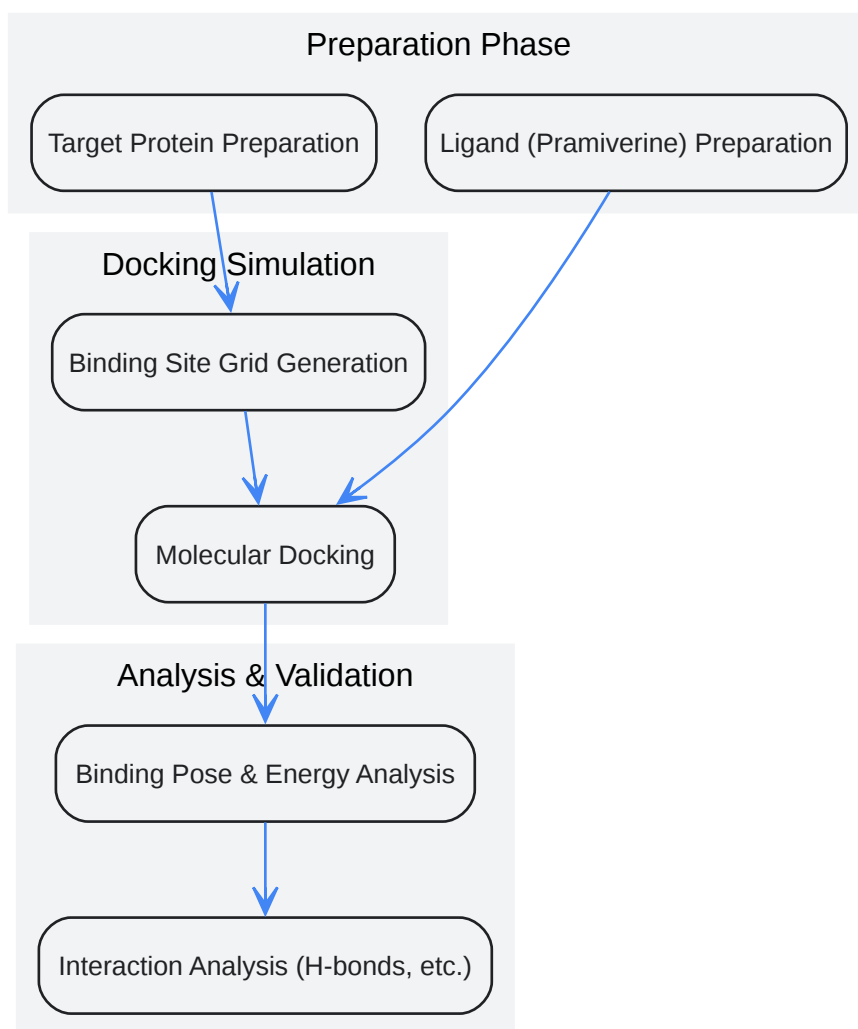 Preparation Phase
Target Protein Preparation
Ligand (Pramiverine) Preparation
Docking Simulation
Binding Site Grid Generation
Molecular Docking
Analysis & Validation
Binding Pose & Energy Analysis
Interaction Analysis (H-bonds, etc.)